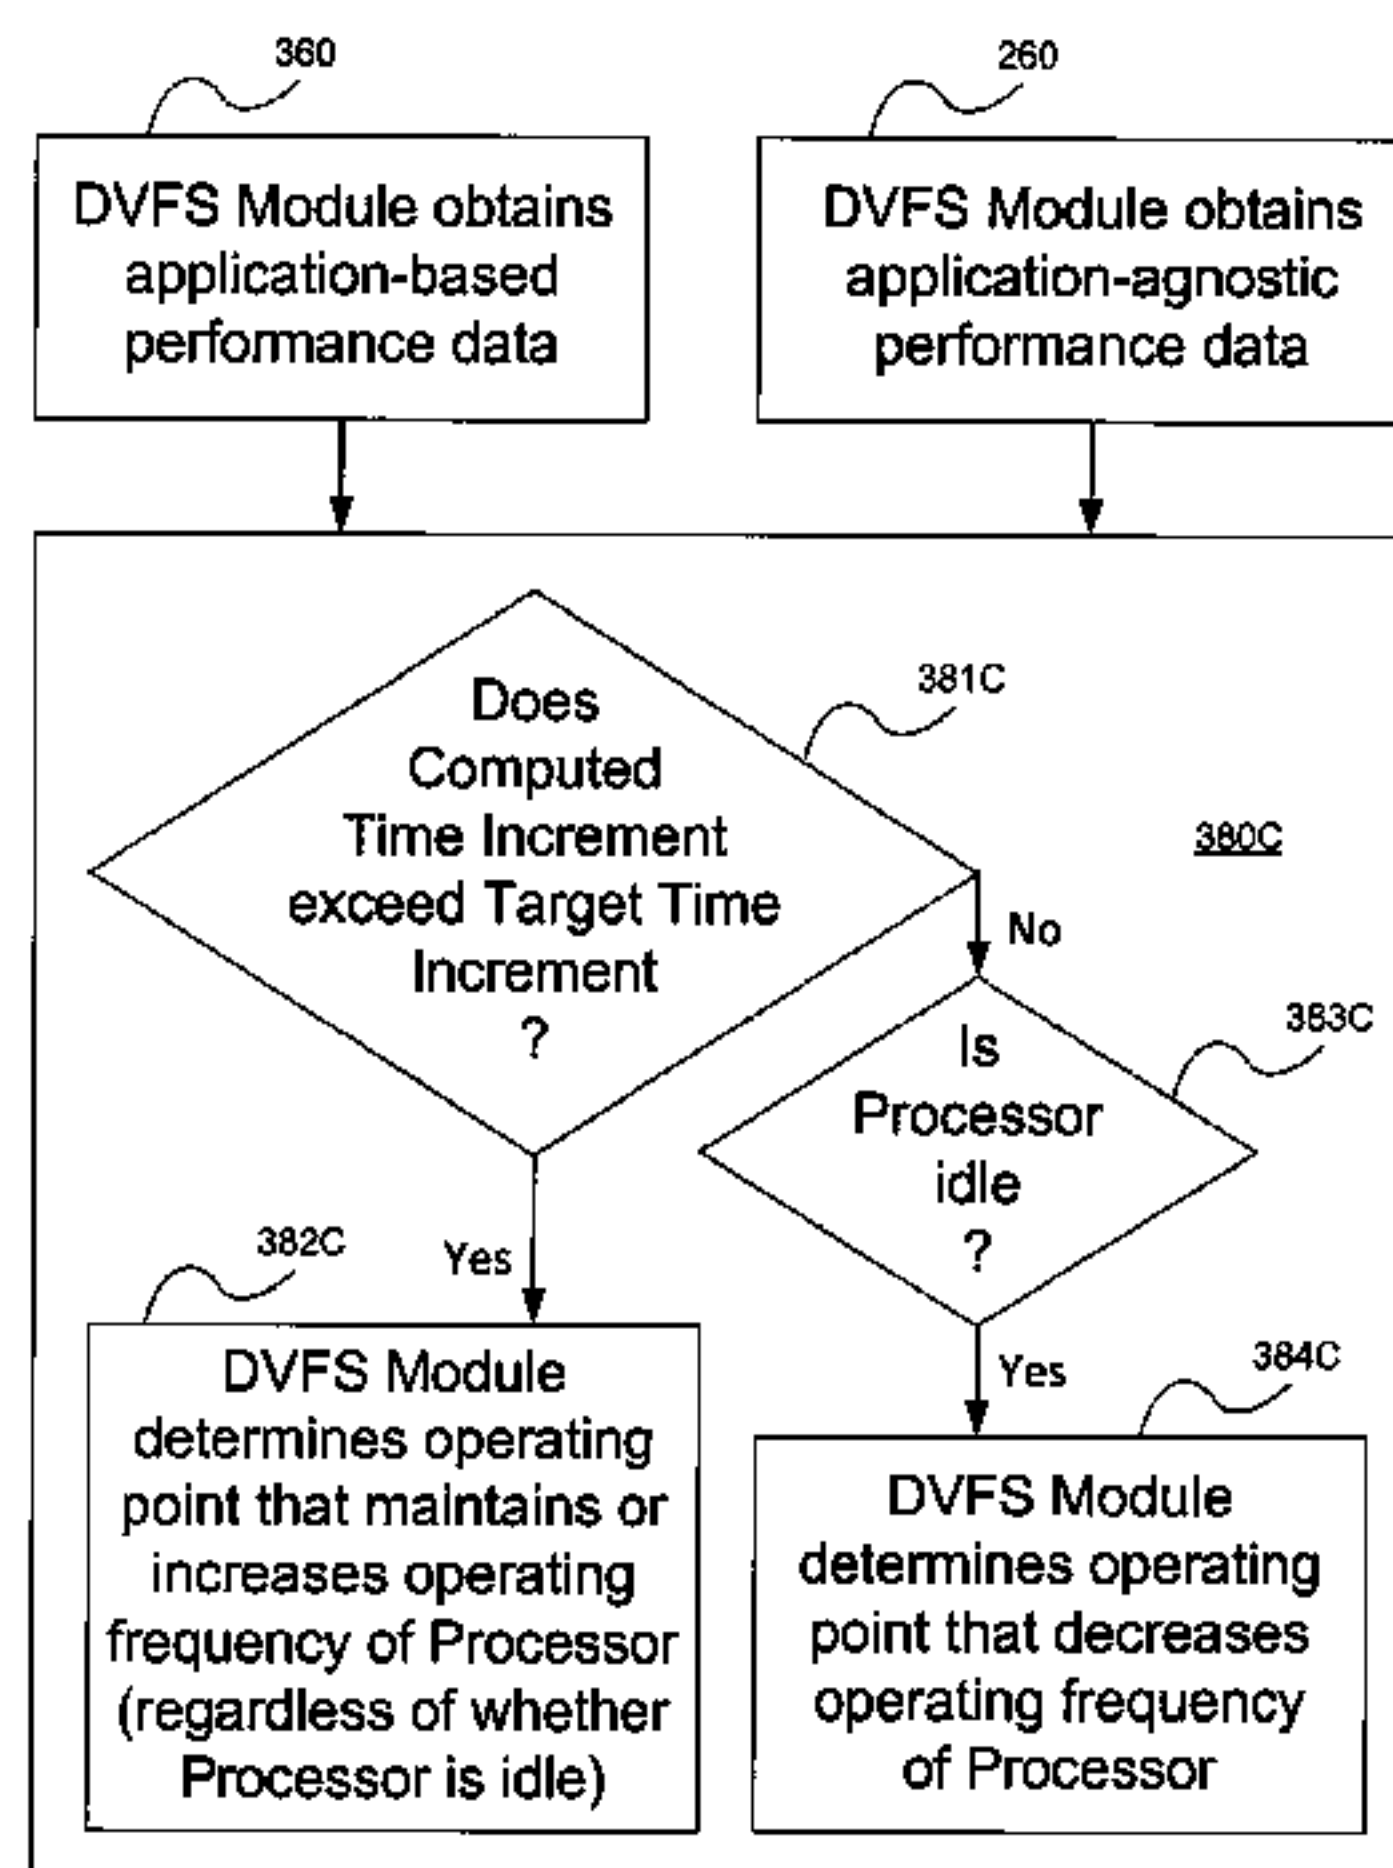 360
DVFS Module obtains
application-based
performance data
260
DVFS Module obtains
application-agnostic
performance data
381C
Does
Computed
Time Increment
exceed Target Time
Increment
?
380C
No
383C
Is
Processor
idle
?
382C
Yes
DVFS Module
determines operating
point that maintains or
increases operating
frequency of Processor
(regardless of whether
Processor is idle)
384C
Yes
DVFS Module
determines operating
point that decreases
operating frequency
of Processor